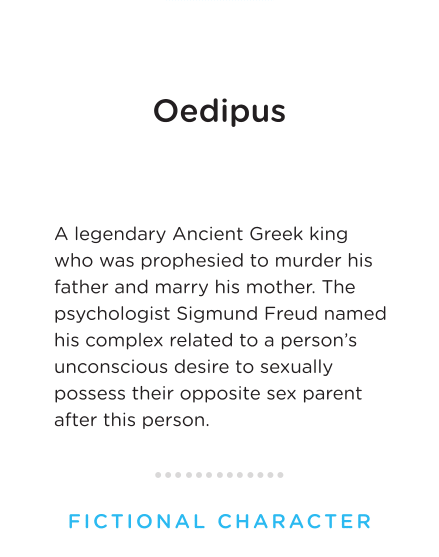 Oedipus
A legendary Ancient Greek king
who was prophesied to murder his
father and marry his mother. The
psychologist Sigmund Freud named
his complex related to a person’s
unconscious desire to sexually
possess their opposite sex parent
after this person.
FICTIONAL CHARACTER